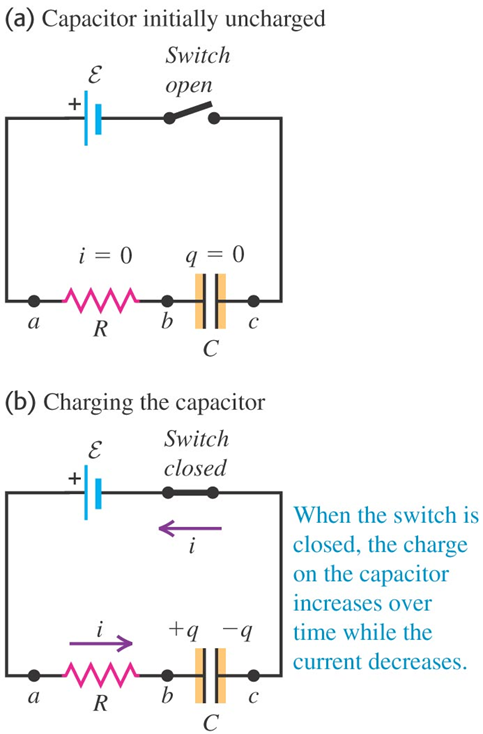 (a) Capacitor initially uncharged
Switch
ℰ
open
+
i = 0
q = 0
a
R
b
c
C
(b) Charging the capacitor
Switch
ℰ
closed
+
i
When the switch is
closed, the charge
on the capacitor
increases over
time while the
current decreases.
i
+q −q
a
R
b
c
C